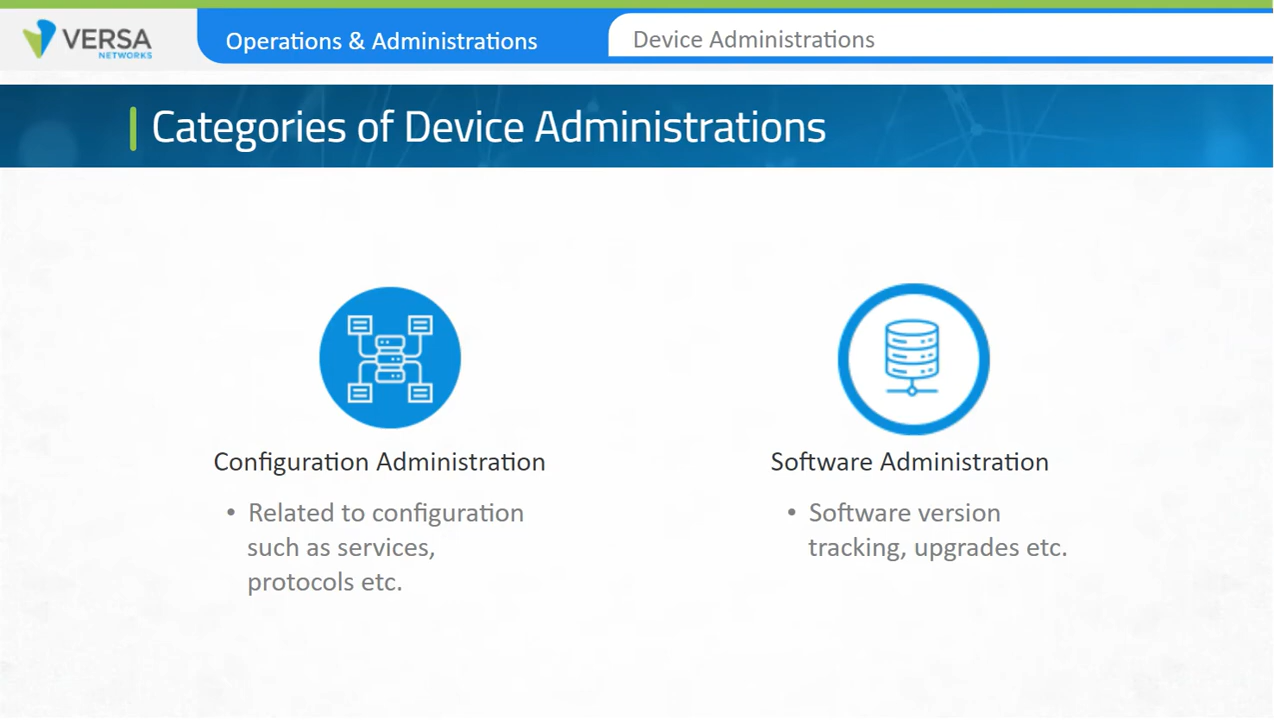 VERSA
NETWORKS
Operations & Administrations
Device Administrations
Categories of Device Administrations
Configuration Administration
• Related to configuration
such as services,
protocols etc.
Software Administration
• Software version
tracking, upgrades etc.